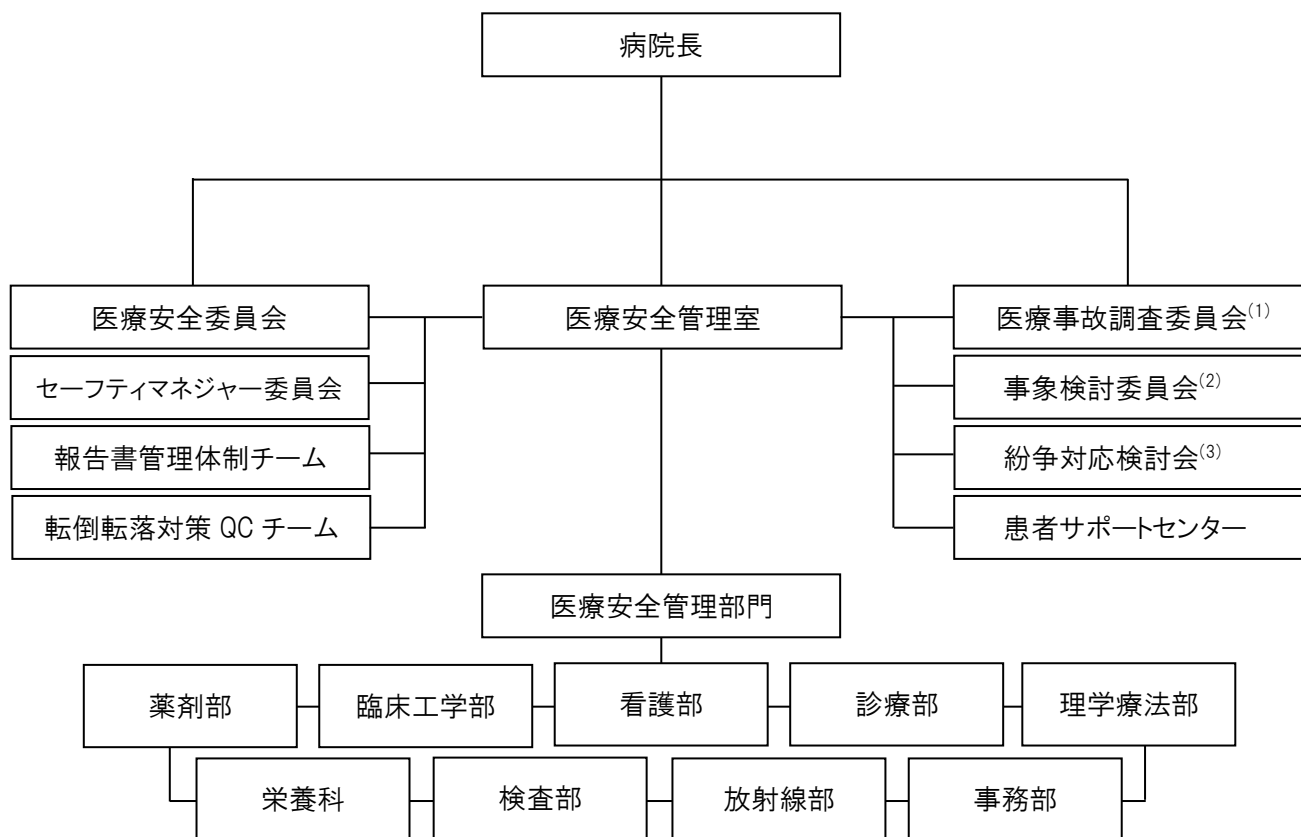 病院長
医療安全委員会
医療安全管理室
医療事故調査委員会(1)
セーフティマネジャー委員会
事象検討委員会(2)
報告書管理体制チーム
紛争対応検討会(3)
転倒転落対策 QC チーム
患者サポートセンター
医療安全管理部門
薬剤部
臨床工学部
看護部
診療部
理学療法部
栄養科
検査部
放射線部
事務部